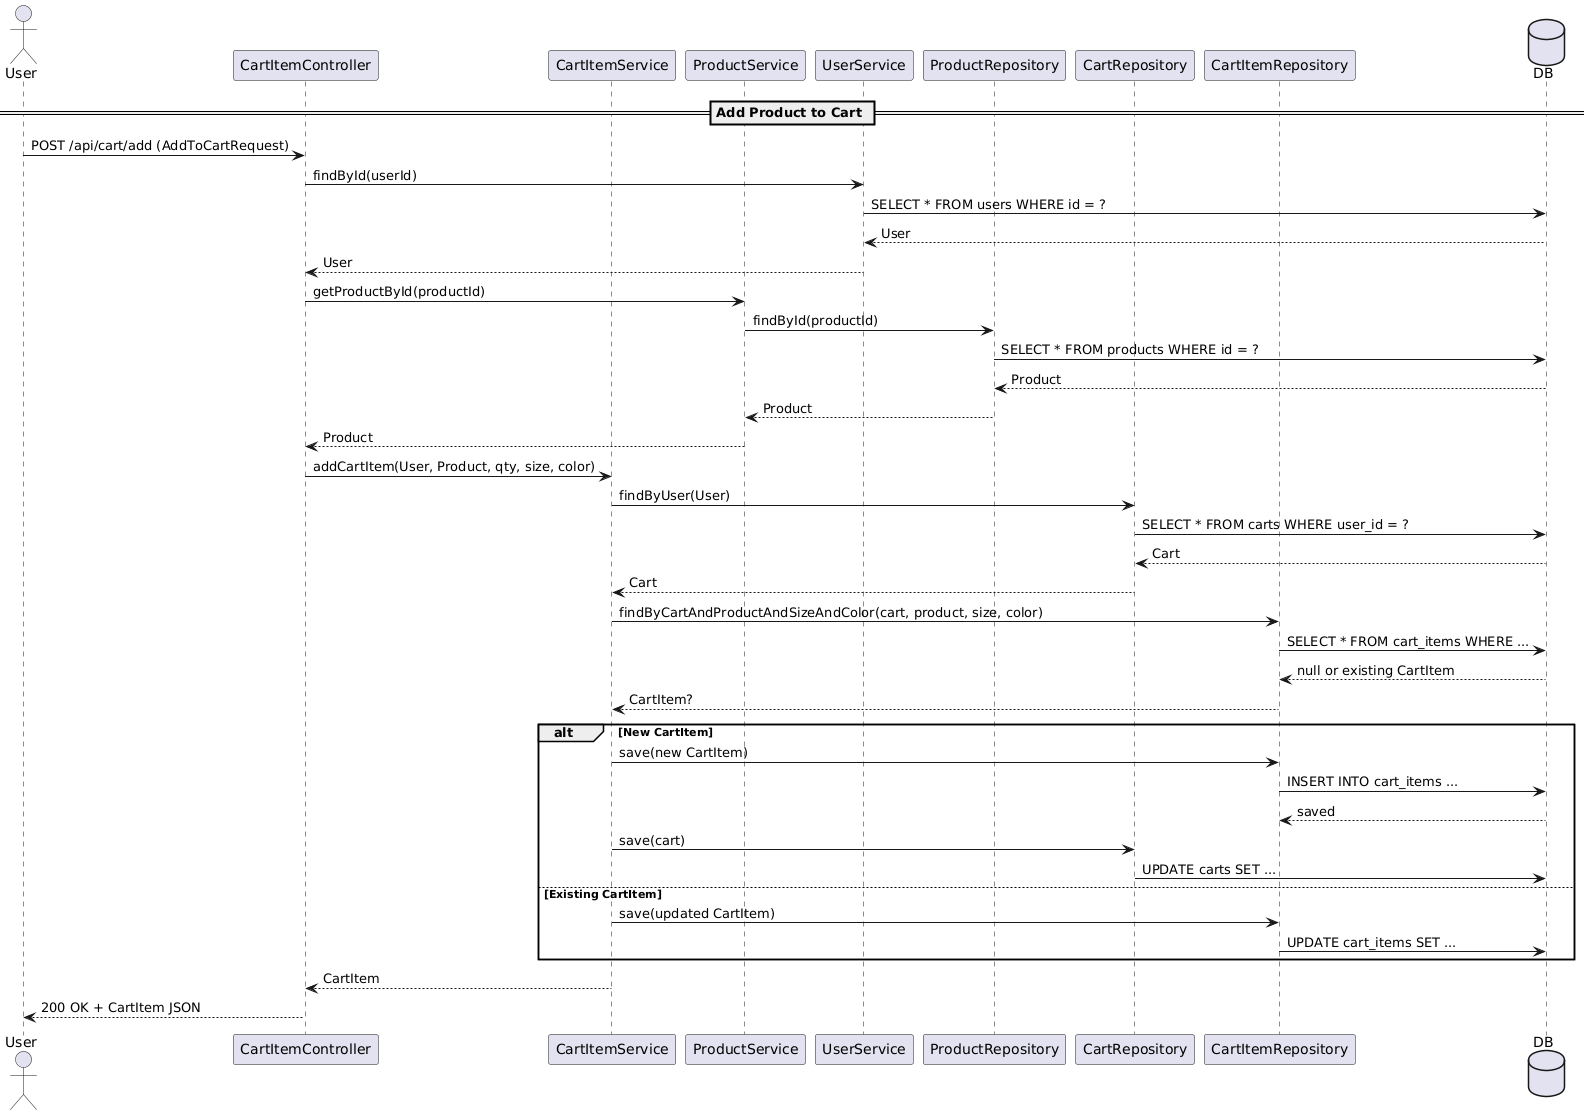 User
CartItemController
CartItemService
ProductService
UserService
ProductRepository
CartRepository
CartItemRepository
DB
Add Product to Cart
POST /api/cart/add (AddToCartRequest)
findById(userId)
SELECT * FROM users WHERE id = ?
User
User
getProductById(productId)
findById(productId)
SELECT * FROM products WHERE id = ?
Product
Product
Product
addCartItem(User, Product, qty, size, color)
findByUser(User)
SELECT * FROM carts WHERE user_id = ?
Cart
Cart
findByCartAndProductAndSizeAndColor(cart, product, size, color)
SELECT * FROM cart_items WHERE ...
null or existing CartItem
CartItem?
alt
[New CartItem]
save(new CartItem)
INSERT INTO cart_items ...
saved
save(cart)
UPDATE carts SET ...
[Existing CartItem]
save(updated CartItem)
UPDATE cart_items SET ...
CartItem
200 OK + CartItem JSON
User
CartItemController
CartItemService
ProductService
UserService
ProductRepository
CartRepository
CartItemRepository
DB